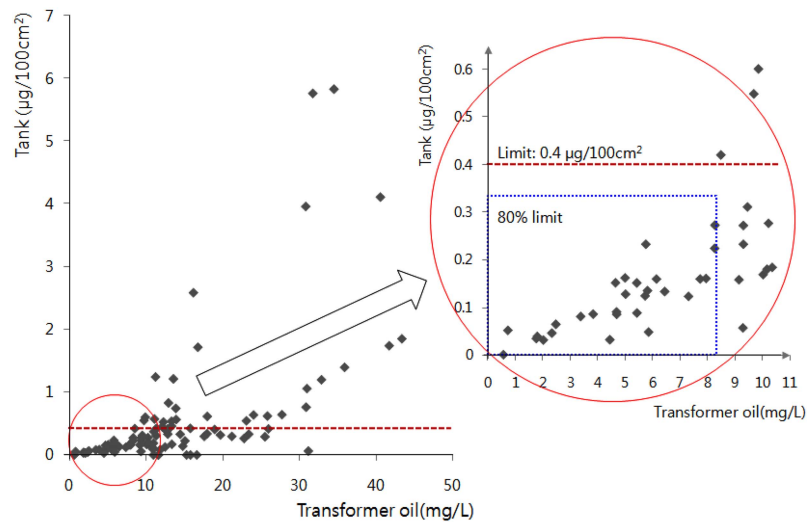 Tank (µg/100cm²)
7
6
5
4
3
2
1
0
0 10 20 30 40 50
Transformer oil(mg/L)
Tank (µg/100cm²)
0.6
0.5
0.4
0.3
0.2
0.1
0
Limit: 0.4 µg/100cm²
80% limit
0 1 2 3 4 5 6 7 8 9 10 11
Transformer oil(mg/L)